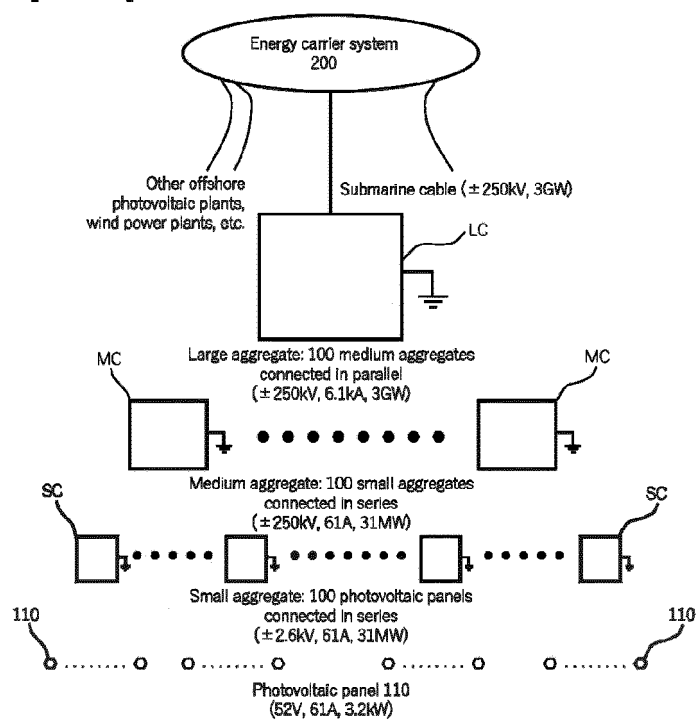 Energy carrier system
200
Other offshore
photovoltaic plants,
wind power plants, etc.
Submarine cable (±250kV, 3GW)
LC
Large aggregate: 100 medium aggregates
connected in parallel
(±250kV, 6.1kA, 3GW)
MC
MC
Medium aggregate: 100 small aggregates
connected in series
(±250kV, 61A, 31MW)
SC
SC
Small aggregate: 100 photovoltaic panels
connected in series
(±2.6kV, 61A, 31MW)
110
110
Photovoltaic panel 110
(52V, 61A, 3.2kW)